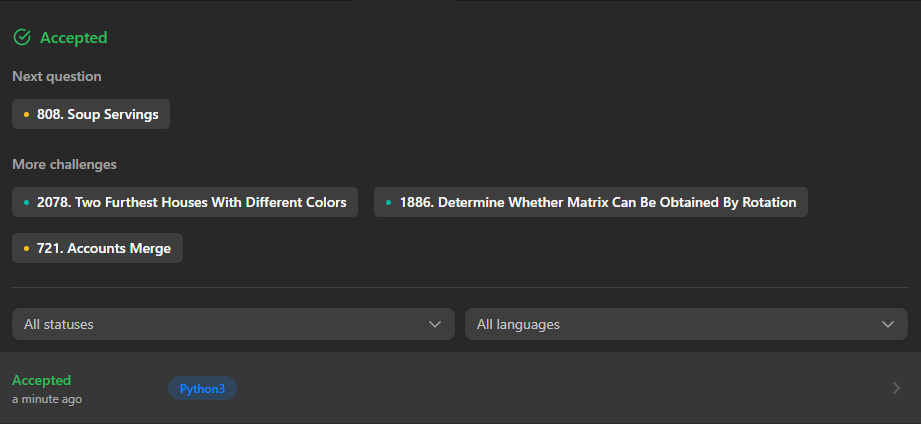 Accepted
Next question
808. Soup Servings
More challenges
2078. Two Furthest Houses With Different Colors
1886. Determine Whether Matrix Can Be Obtained By Rotation
721. Accounts Merge
All statuses
All languages
Accepted
Python3
a minute ago